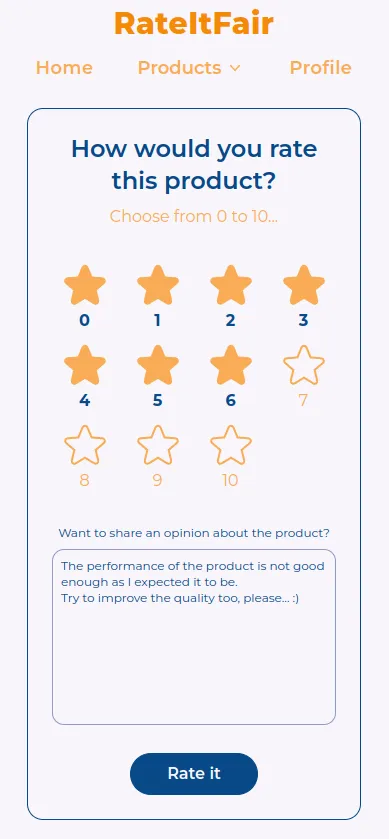 RateItFair
Home Products Profile
How would you rate
this product?
Choose from 0 to 10...
0 1 2 3
4 5 6 7
8 9 10
Want to share an opinion about the product?
The performance of the product is not good
enough as I expected it to be.
Try to improve the quality too, please... :)
Rate it